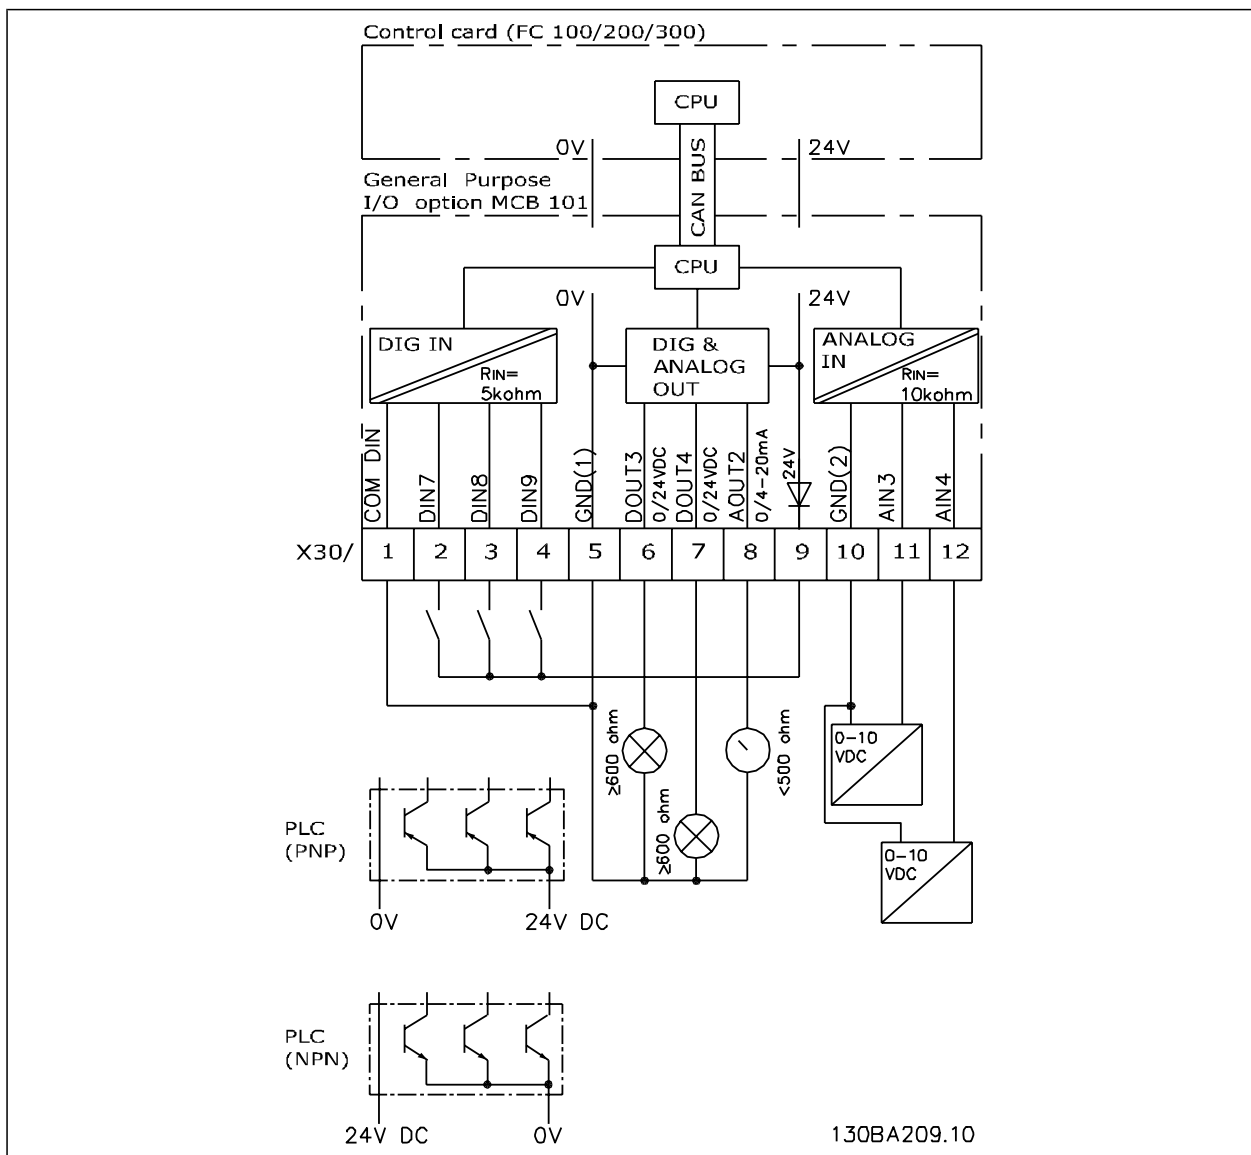 Control card (FC 100/200/300)
CPU
0V
24V
CAN BUS
General Purpose
I/O option MCB 101
CPU
0V
24V
DIG IN
RIN=
5kohm
DIG &
ANALOG
OUT
ANALOG
IN
RIN=
10kohm
COM DIN
DIN7
DIN8
DIN9
GND(1)
DOUT3
0/24VDC
DOUT4
0/24VDC
AOUT2
0/4-20mA
24V
GND(2)
AIN3
AIN4
X30/ 1 2 3 4 5 6 7 8 9 10 11 12
≥600 ohm
≥600 ohm
<500 ohm
0-10
VDC
0-10
VDC
PLC
(PNP)
0V
24V DC
PLC
(NPN)
24V DC
0V
130BA209.10